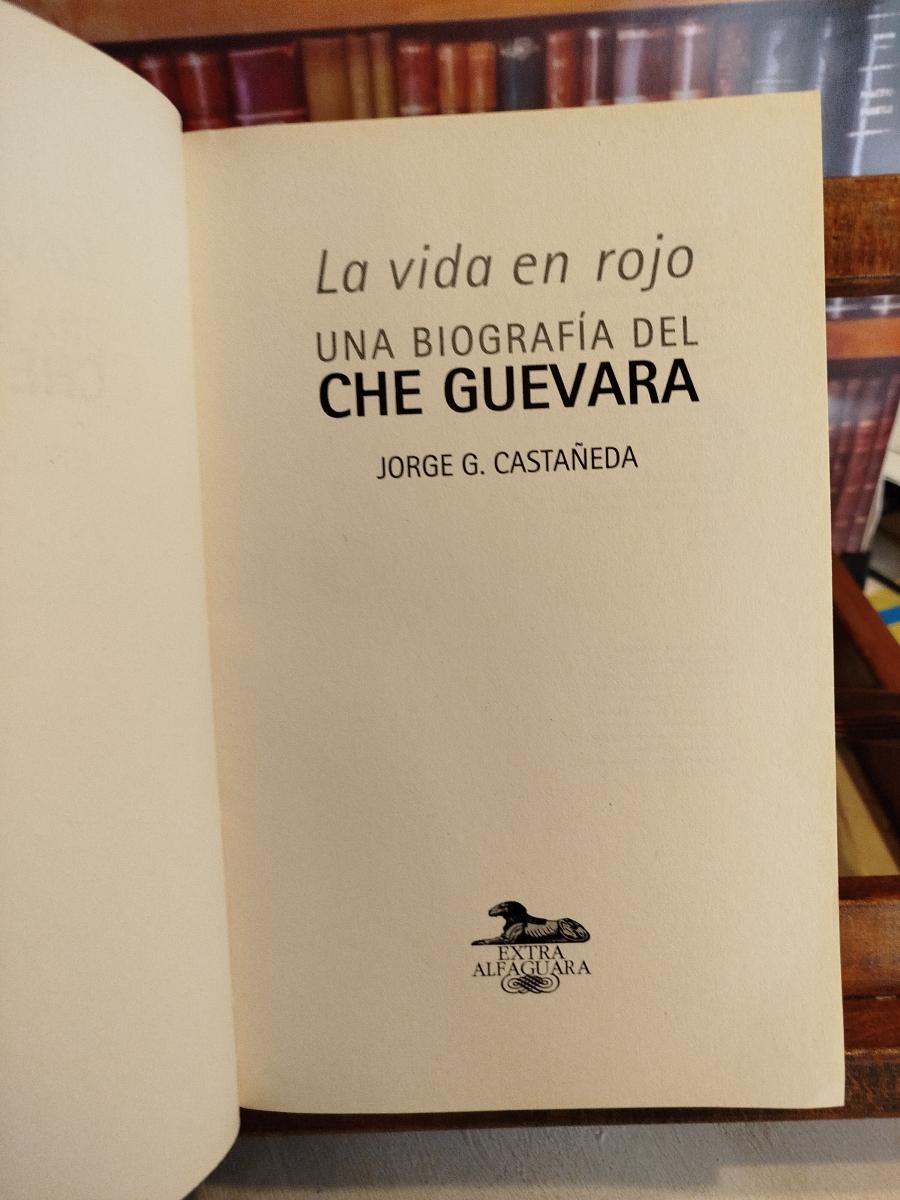 La vida en rojo
UNA BIOGRAFÍA DEL
CHE GUEVARA
JORGE G. CASTAÑEDA
EXTRA
ALFAGUARA